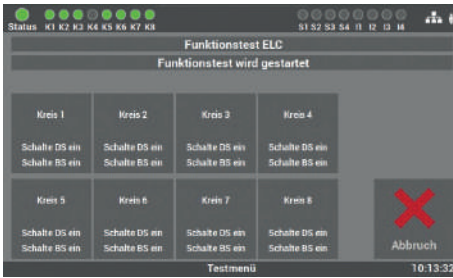 Status K1 K2 K3 K4 K5 K6 K7 K8 S1 S2 S3 S4 I1 I2 I3 I4
Funktionstest ELC
Funktionstest wird gestartet
Kreis 1 Kreis 2 Kreis 3 Kreis 4
Schalte DS ein Schalte DS ein Schalte DS ein Schalte DS ein
Schalte BS ein Schalte BS ein Schalte BS ein Schalte BS ein
Kreis 5 Kreis 6 Kreis 7 Kreis 8
Schalte DS ein Schalte DS ein Schalte DS ein Schalte DS ein
Schalte BS ein Schalte BS ein Schalte BS ein Schalte BS ein
Abbruch
Testmenü 10:13:32